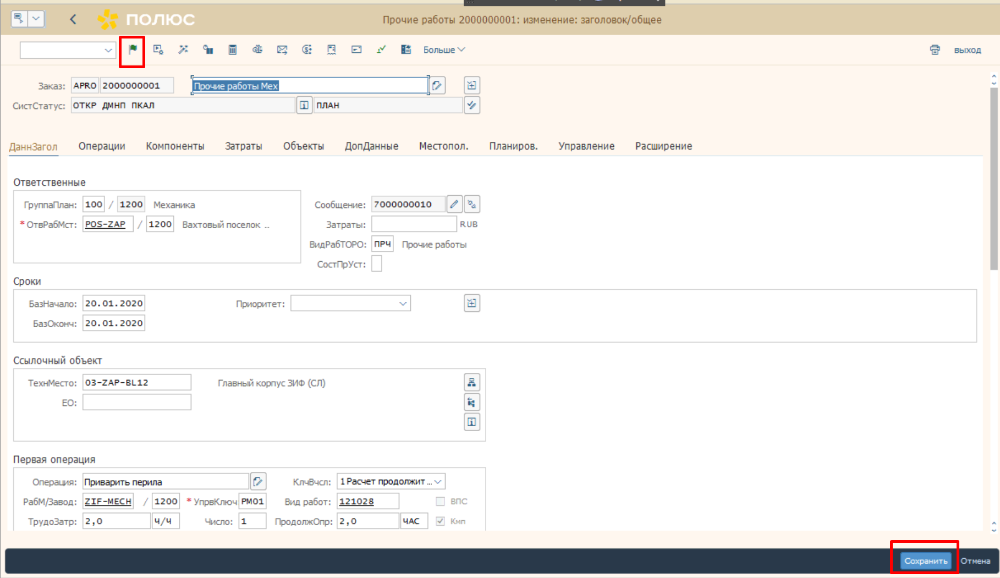 ПОЛЮС
Прочие работы 2000000001: изменение: заголовок/общее
Больше
выход
Заказ: APRO 2000000001 Прочие работы Мех
СистСтатус: ОТКР ДМНП ПКАЛ ПЛАН
ДаннЗагол Операции Компоненты Затраты Объекты ДопДанные Местопол. Планиров. Управление Расширение
Ответственные
ГруппаПлан: 100 / 1200 Механика Сообщение: 7000000010
* ОтвРабМст: POS-ZAP / 1200 Вахтовый поселок ... Затраты: RUB
ВидРабТОРО: ПРЧ Прочие работы
СостПрУст:
Сроки
БазНачало: 20.01.2020 Приоритет:
БазОконч: 20.01.2020
Ссылочный объект
ТехнМесто: 03-ZAP-BL12 Главный корпус ЗИФ (СЛ)
ЕО:
Первая операция
Операция: Приварить перила КлчВчсл: 1 Расчет продолжит ...
РабМ/Завод: ZIF-MECH / 1200 * УпрвКлюч PM01 Вид работ: 121028 ВПС
ТрудоЗатр: 2,0 Ч/Ч Число: 1 ПродолжОпр: 2,0 ЧАС Кмп
Сохранить Отмена